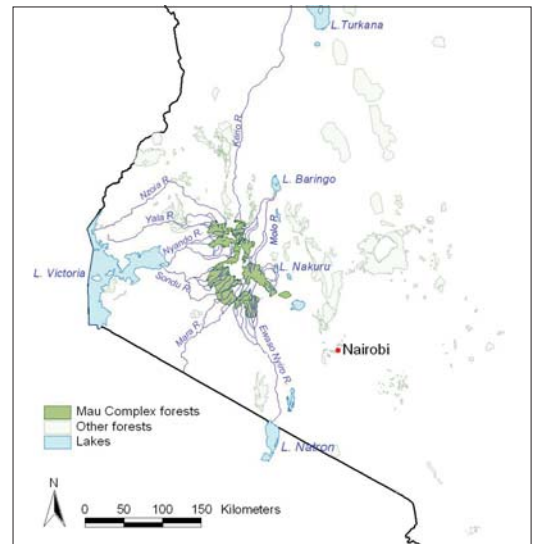 L. Turkana
Kerio R.
L. Baringo
Nzoia R.
Yala R.
Molo R.
Nyando R.
L. Victoria
L. Nakuru
Sondu R.
Mara R.
Ewaso Nyiro R.
Nairobi
Mau Complex forests
Other forests
Lakes
L. Natron
N
0 50 100 150 Kilometers